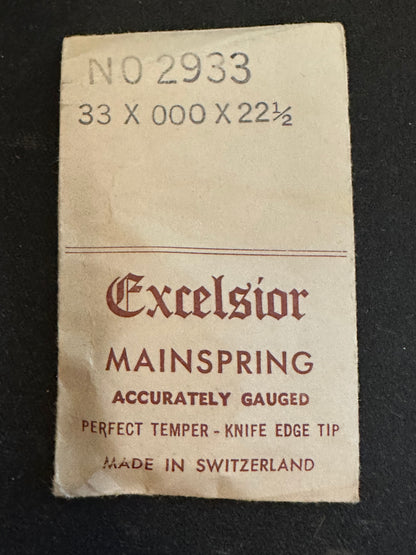 NO 2933
33 X 000 X 22½
Excelsior
MAINSPRING
ACCURATELY GAUGED
PERFECT TEMPER - KNIFE EDGE TIP
MADE IN SWITZERLAND